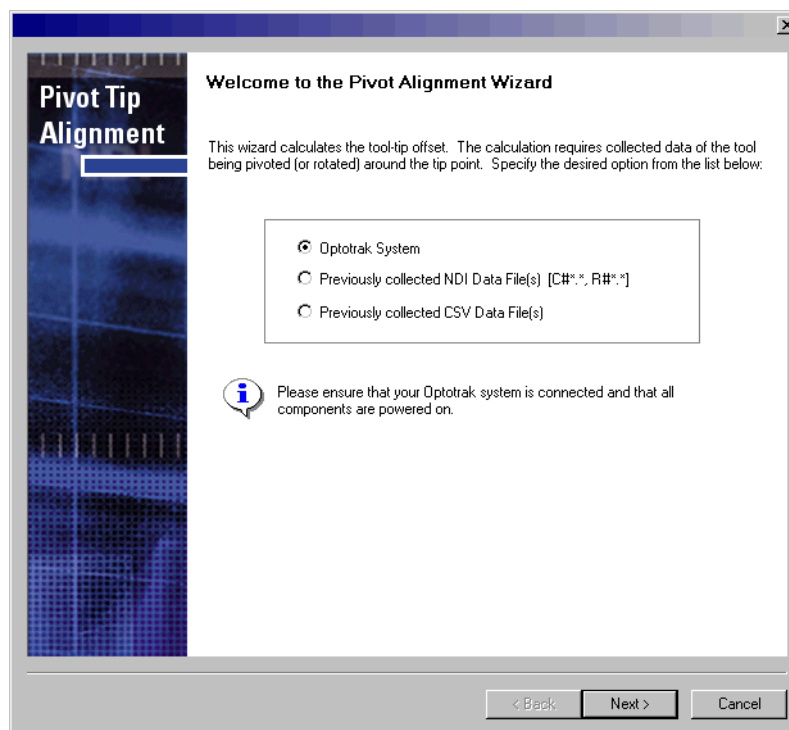 Pivot Tip
Alignment
Welcome to the Pivot Alignment Wizard
This wizard calculates the tool-tip offset. The calculation requires collected data of the tool
being pivoted (or rotated) around the tip point. Specify the desired option from the list below:
Optotrak System
Previously collected NDI Data File(s) [C#*.*, R#*.*]
Previously collected CSV Data File(s)
Please ensure that your Optotrak system is connected and that all
components are powered on.
< Back
Next >
Cancel